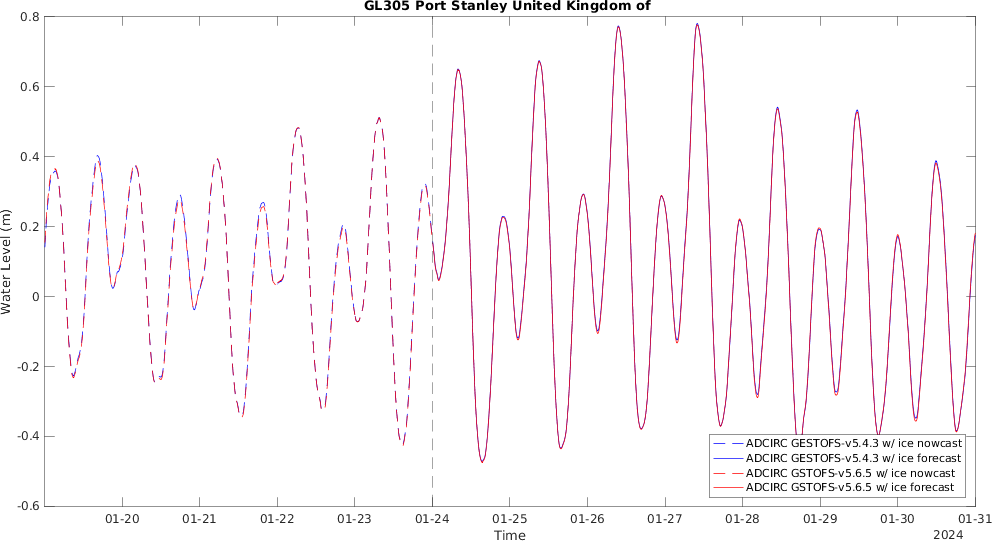 GL305 Port Stanley United Kingdom of
0.8
0.6
0.4
0.2
0
-0.2
-0.4
-0.6
Water Level (m)
01-20 01-21 01-22 01-23 01-24 01-25 01-26 01-27 01-28 01-29 01-30 01-31
Time
2024
ADCIRC GESTOFS-v5.4.3 w/ ice nowcast
ADCIRC GESTOFS-v5.4.3 w/ ice forecast
ADCIRC GSTOFS-v5.6.5 w/ ice nowcast
ADCIRC GSTOFS-v5.6.5 w/ ice forecast